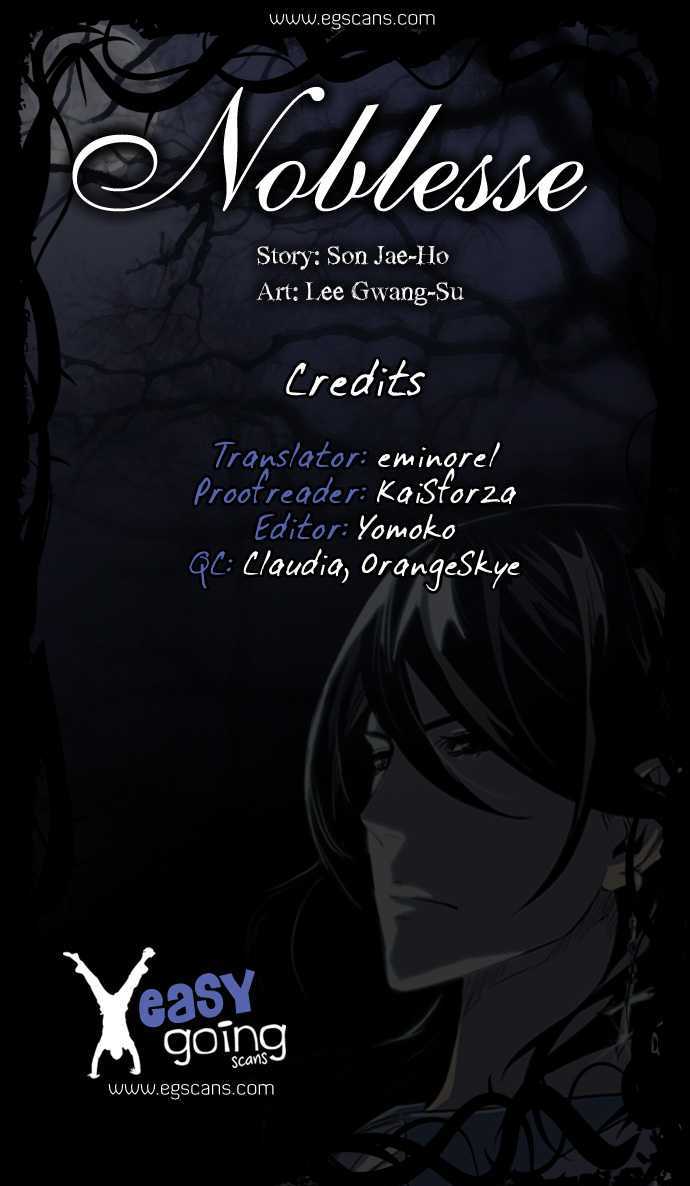 www.egscans.com
Noblesse
Story: Son Jae-Ho
Art: Lee Gwang-Su
Credits
Translator: eminorel
Proofreader: KaiSforza
Editor: Yomoko
QC: Claudia, OrangeSkye
easy
going
scans
www.egscans.com